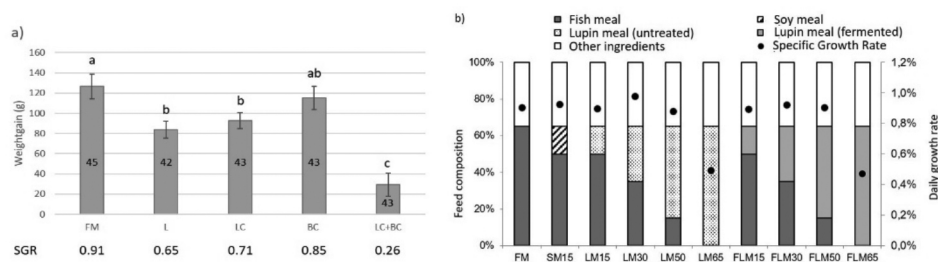 a)
Weightgain (g)
160
140
120
100
80
60
40
20
0
a
b
b
ab
c
45
42
43
43
43
FM L LC BC LC+BC
SGR 0.91 0.65 0.71 0.85 0.26
b)
Fish meal
Soy meal
Lupin meal (untreated)
Lupin meal (fermented)
Other ingredients
Specific Growth Rate
Feed composition
100%
80%
60%
40%
20%
0%
1,2%
1,0%
0,8%
0,6%
0,4%
0,2%
0,0%
Daily growth rate
FM SM15 LM15 LM30 LM50 LM65 FLM15 FLM30 FLM50 FLM65